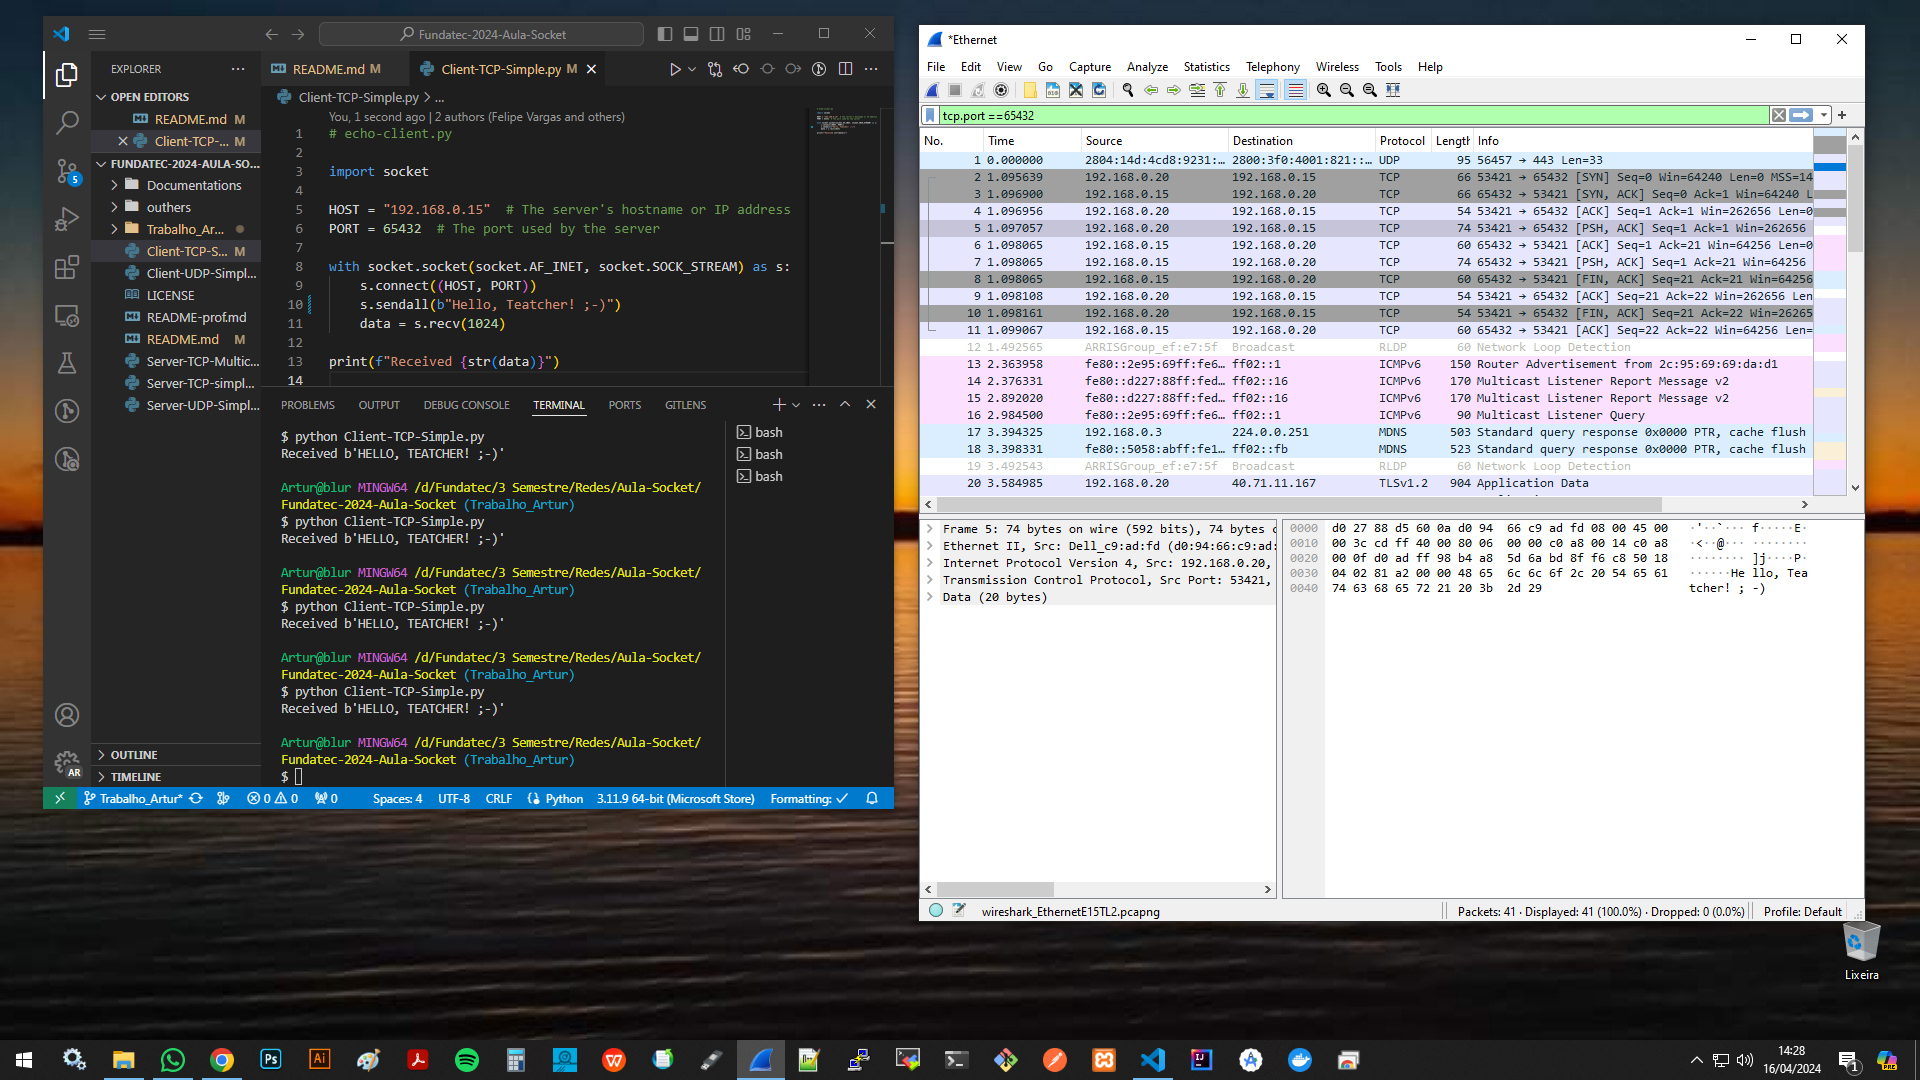 Fundatec-2024-Aula-Socket
EXPLORER
OPEN EDITORS
README.md M
Client-TCP-... M
FUNDATEC-2024-AULA-SO...
Documentations
outhers
Trabalho_Ar...
Client-TCP-S... M
Client-UDP-Simpl...
LICENSE
README-prof.md
README.md M
Server-TCP-Multic...
Server-TCP-simpl...
Server-UDP-Simpl...
OUTLINE
TIMELINE
5
AR
README.md M
Client-TCP-Simple.py M
Client-TCP-Simple.py > ...
You, 1 second ago | 2 authors (Felipe Vargas and others)
1 # echo-client.py
2
3 import socket
4
5 HOST = "192.168.0.15"  # The server's hostname or IP address
6 PORT = 65432  # The port used by the server
7
8 with socket.socket(socket.AF_INET, socket.SOCK_STREAM) as s:
9     s.connect((HOST, PORT))
10     s.sendall(b"Hello, Teatcher! ;-)")
11     data = s.recv(1024)
12
13 print(f"Received {str(data)}")
14
PROBLEMS OUTPUT DEBUG CONSOLE TERMINAL PORTS GITLENS
$ python Client-TCP-Simple.py
Received b'HELLO, TEATCHER! ;-)'
Artur@blur MINGW64 /d/Fundatec/3 Semestre/Redes/Aula-Socket/
Fundatec-2024-Aula-Socket (Trabalho_Artur)
$ python Client-TCP-Simple.py
Received b'HELLO, TEATCHER! ;-)'
Artur@blur MINGW64 /d/Fundatec/3 Semestre/Redes/Aula-Socket/
Fundatec-2024-Aula-Socket (Trabalho_Artur)
$ python Client-TCP-Simple.py
Received b'HELLO, TEATCHER! ;-)'
Artur@blur MINGW64 /d/Fundatec/3 Semestre/Redes/Aula-Socket/
Fundatec-2024-Aula-Socket (Trabalho_Artur)
$ python Client-TCP-Simple.py
Received b'HELLO, TEATCHER! ;-)'
Artur@blur MINGW64 /d/Fundatec/3 Semestre/Redes/Aula-Socket/
Fundatec-2024-Aula-Socket (Trabalho_Artur)
$
bash
bash
bash
Trabalho_Artur* 0 0 0 Spaces: 4 UTF-8 CRLF Python 3.11.9 64-bit (Microsoft Store) Formatting:
*Ethernet
File Edit View Go Capture Analyze Statistics Telephony Wireless Tools Help
tcp.port ==65432
No. Time Source Destination Protocol Length Info
1 0.000000 2804:14d:4cd8:9231:... 2800:3f0:4001:821::... UDP 95 56457 → 443 Len=33
2 1.095639 192.168.0.20 192.168.0.15 TCP 66 53421 → 65432 [SYN] Seq=0 Win=64240 Len=0 MSS=14
3 1.096900 192.168.0.15 192.168.0.20 TCP 66 65432 → 53421 [SYN, ACK] Seq=0 Ack=1 Win=64240 L
4 1.096956 192.168.0.20 192.168.0.15 TCP 54 53421 → 65432 [ACK] Seq=1 Ack=1 Win=262656 Len=0
5 1.097057 192.168.0.20 192.168.0.15 TCP 74 53421 → 65432 [PSH, ACK] Seq=1 Ack=1 Win=262656
6 1.098065 192.168.0.15 192.168.0.20 TCP 60 65432 → 53421 [ACK] Seq=1 Ack=21 Win=64256 Len=0
7 1.098065 192.168.0.15 192.168.0.20 TCP 74 65432 → 53421 [PSH, ACK] Seq=1 Ack=21 Win=64256
8 1.098065 192.168.0.15 192.168.0.20 TCP 60 65432 → 53421 [FIN, ACK] Seq=21 Ack=21 Win=64256
9 1.098108 192.168.0.20 192.168.0.15 TCP 54 53421 → 65432 [ACK] Seq=21 Ack=22 Win=262656 Len
10 1.098161 192.168.0.20 192.168.0.15 TCP 54 53421 → 65432 [FIN, ACK] Seq=21 Ack=22 Win=26265
11 1.099067 192.168.0.15 192.168.0.20 TCP 60 65432 → 53421 [ACK] Seq=22 Ack=22 Win=64256 Len=
12 1.492565 ARRISGroup_ef:e7:5f Broadcast RLDP 60 Network Loop Detection
13 2.363958 fe80::2e95:69ff:fe6... ff02::1 ICMPv6 150 Router Advertisement from 2c:95:69:69:da:d1
14 2.376331 fe80::d227:88ff:fed... ff02::16 ICMPv6 170 Multicast Listener Report Message v2
15 2.892020 fe80::d227:88ff:fed... ff02::16 ICMPv6 170 Multicast Listener Report Message v2
16 2.984500 fe80::2e95:69ff:fe6... ff02::1 ICMPv6 90 Multicast Listener Query
17 3.394325 192.168.0.3 224.0.0.251 MDNS 503 Standard query response 0x0000 PTR, cache flush
18 3.398331 fe80::5058:abff:fe1... ff02::fb MDNS 523 Standard query response 0x0000 PTR, cache flush
19 3.492543 ARRISGroup_ef:e7:5f Broadcast RLDP 60 Network Loop Detection
20 3.584985 192.168.0.20 40.71.11.167 TLSv1.2 904 Application Data
Frame 5: 74 bytes on wire (592 bits), 74 bytes c
Ethernet II, Src: Dell_c9:ad:fd (d0:94:66:c9:ad:
Internet Protocol Version 4, Src: 192.168.0.20,
Transmission Control Protocol, Src Port: 53421,
Data (20 bytes)
0000 d0 27 88 d5 60 0a d0 94 66 c9 ad fd 08 00 45 00 ·'··`··· f·····E·
0010 00 3c cd ff 40 00 80 06 00 00 c0 a8 00 14 c0 a8 ·<··@··· ········
0020 00 0f d0 ad ff 98 b4 a8 5d 6a bd 8f f6 c8 50 18 ········ ]j····P·
0030 04 02 81 a2 00 00 48 65 6c 6c 6f 2c 20 54 65 61 ······He llo, Tea
0040 74 63 68 65 72 21 20 3b 2d 29 tcher! ; -)
wireshark_EthernetE15TL2.pcapng
Packets: 41 · Displayed: 41 (100.0%) · Dropped: 0 (0.0%)
Profile: Default
Lixeira
Ps
Ai
14:28
16/04/2024
1
PRE